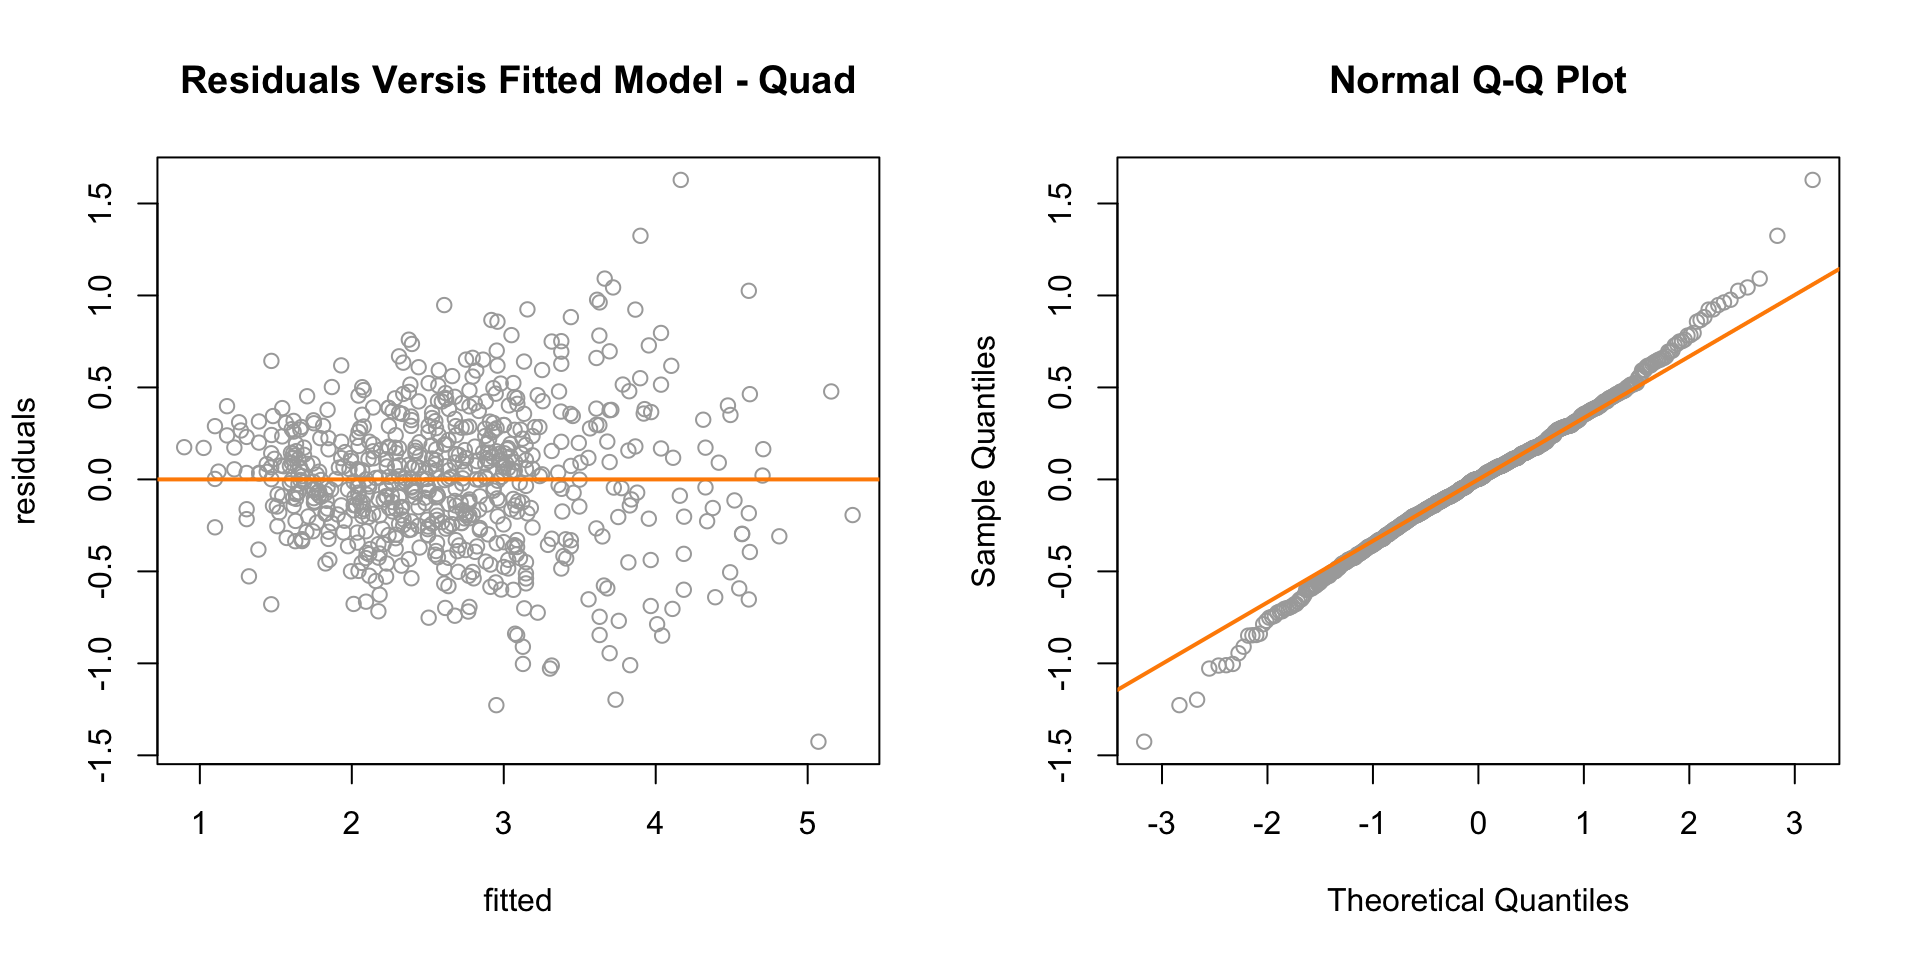 Residuals Versis Fitted Model - Quad
residuals
1.5
1.0
0.5
0.0
-0.5
-1.0
-1.5
1 2 3 4 5
fitted
Normal Q-Q Plot
Sample Quantiles
1.5
1.0
0.5
0.0
-0.5
-1.0
-1.5
-3 -2 -1 0 1 2 3
Theoretical Quantiles